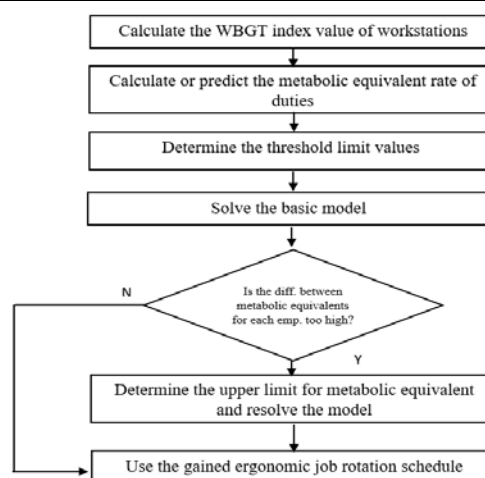 Calculate the WBGT index value of workstations
Calculate or predict the metabolic equivalent rate of
duties
Determine the threshold limit values
Solve the basic model
N
Is the diff. between
metabolic equivalents
for each emp. too high?
Y
Determine the upper limit for metabolic equivalent
and resolve the model
Use the gained ergonomic job rotation schedule